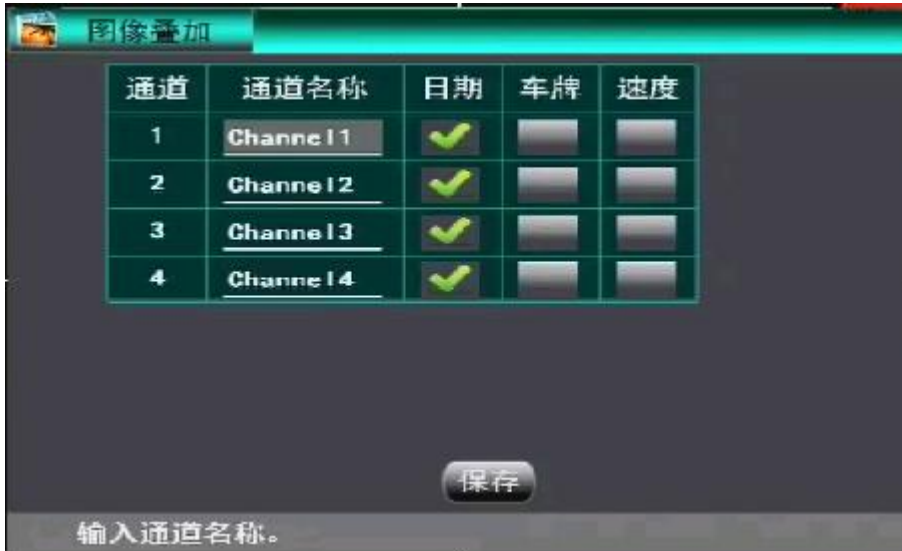 图像叠加
通道 通道名称 日期 车牌 速度
1 Channel1
2 Channel2
3 Channel3
4 Channel4
保存
输入通道名称。